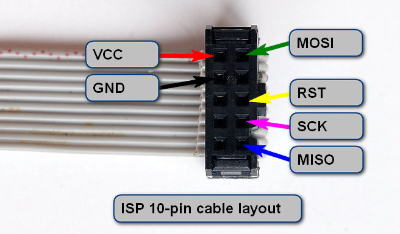 VCC
MOSI
GND
RST
SCK
MISO
ISP 10-pin cable layout